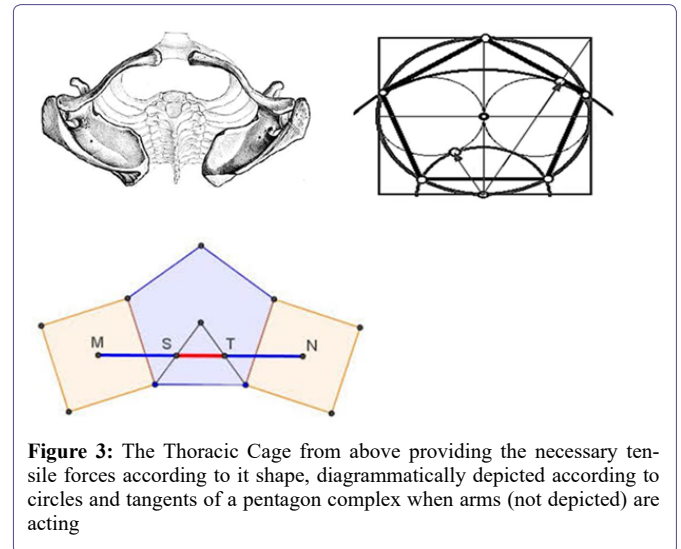 M S T N
Figure 3: The Thoracic Cage from above providing the necessary ten-
sile forces according to it shape, diagrammatically depicted according to
circles and tangents of a pentagon complex when arms (not depicted) are
acting